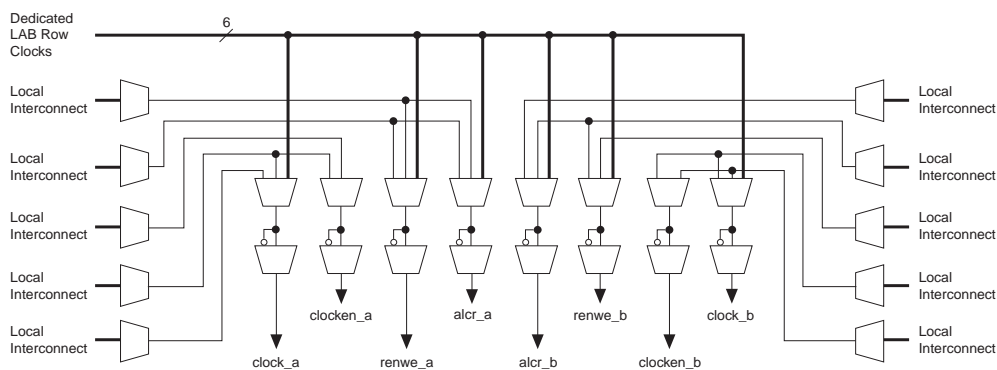 Dedicated
LAB Row
Clocks
6
Local
Interconnect
Local
Interconnect
Local
Interconnect
Local
Interconnect
Local
Interconnect
Local
Interconnect
Local
Interconnect
Local
Interconnect
Local
Interconnect
Local
Interconnect
clocken_a
alcr_a
renwe_b
clock_b
clock_a
renwe_a
alcr_b
clocken_b